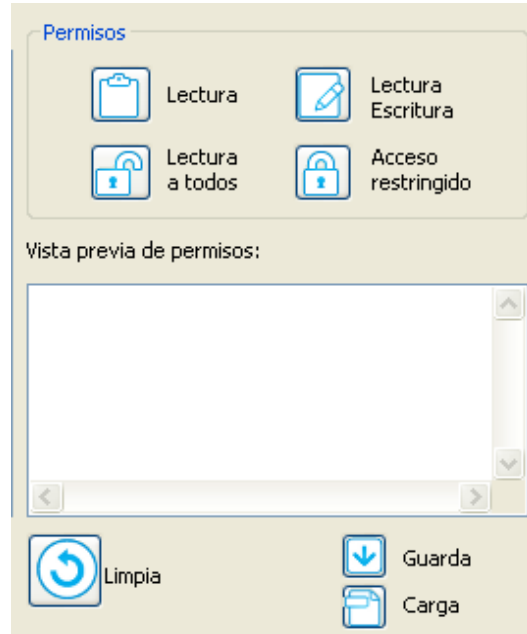 Permisos
Lectura
Lectura
Escritura
Lectura
a todos
Acceso
restringido
Vista previa de permisos:
Limpia
Guarda
Carga